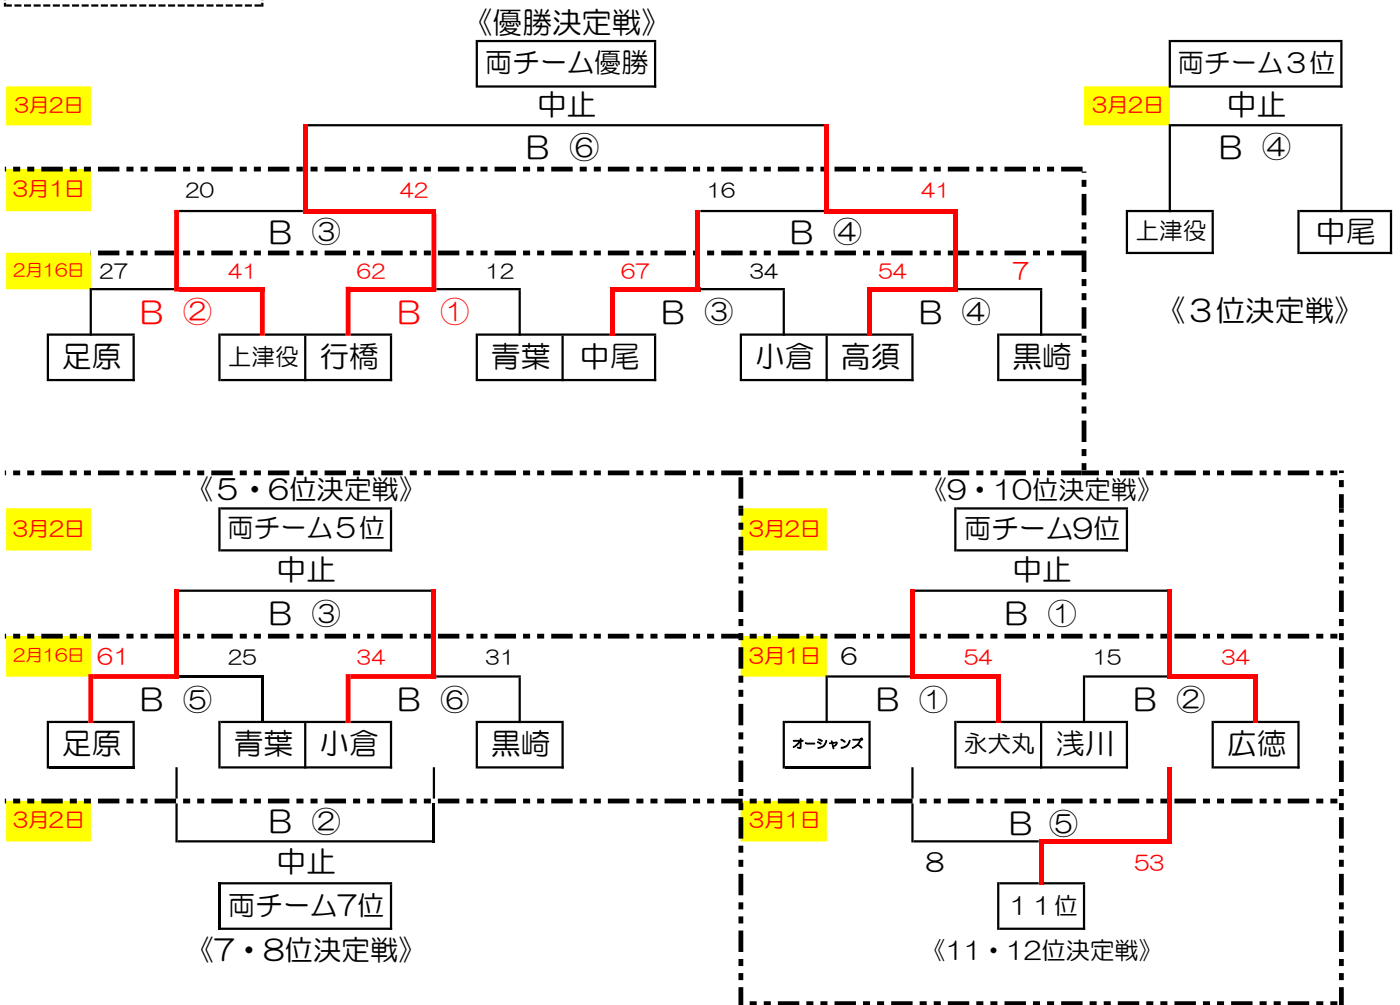 《優勝決定戦》
両チーム優勝 両チーム３位
3月2日 中止 3月2日 中止
B ⑥ B ④
3月1日 20 42 16 41
B ③ B ④ 上津役 中尾
2月16日 27 41 62 12 67 34 54 7
B ② B ① B ③ B ④ 《３位決定戦》
足原 上津役 行橋 青葉 中尾 小倉 高須 黒崎
《5・6位決定戦》 《9・10位決定戦》
3月2日 両チーム５位 3月2日 両チーム9位
中止 中止
B ③ B ①
2月16日 61 25 34 31 3月1日 6 54 15 34
B ⑤ B ⑥ B ① B ②
足原 青葉 小倉 黒崎 オーシャンズ 永犬丸 浅川 広徳
3月2日 B ② 3月1日 B ⑤
中止 8 53
両チーム7位 １１位
《7・8位決定戦》 《11・12位決定戦》